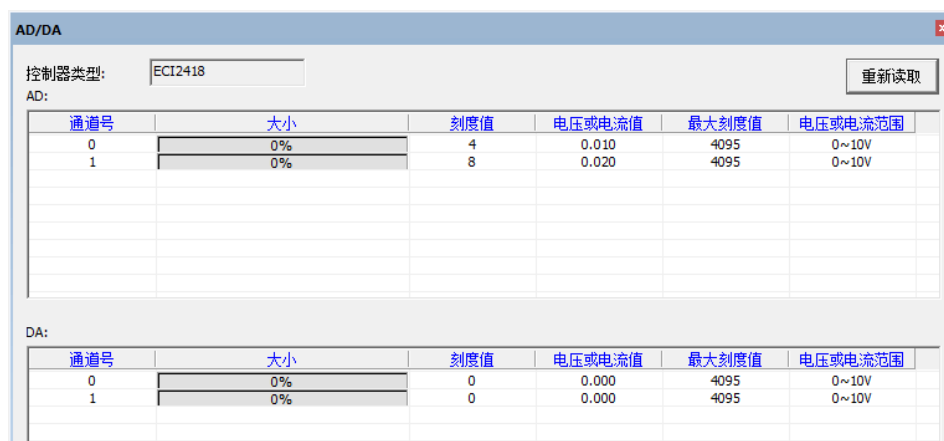 AD/DA
控制器类型: ECI2418 重新读取
AD:
通道号 大小 刻度值 电压或电流值 最大刻度值 电压或电流范围
0 0% 4 0.010 4095 0~10V
1 0% 8 0.020 4095 0~10V
DA:
通道号 大小 刻度值 电压或电流值 最大刻度值 电压或电流范围
0 0% 0 0.000 4095 0~10V
1 0% 0 0.000 4095 0~10V